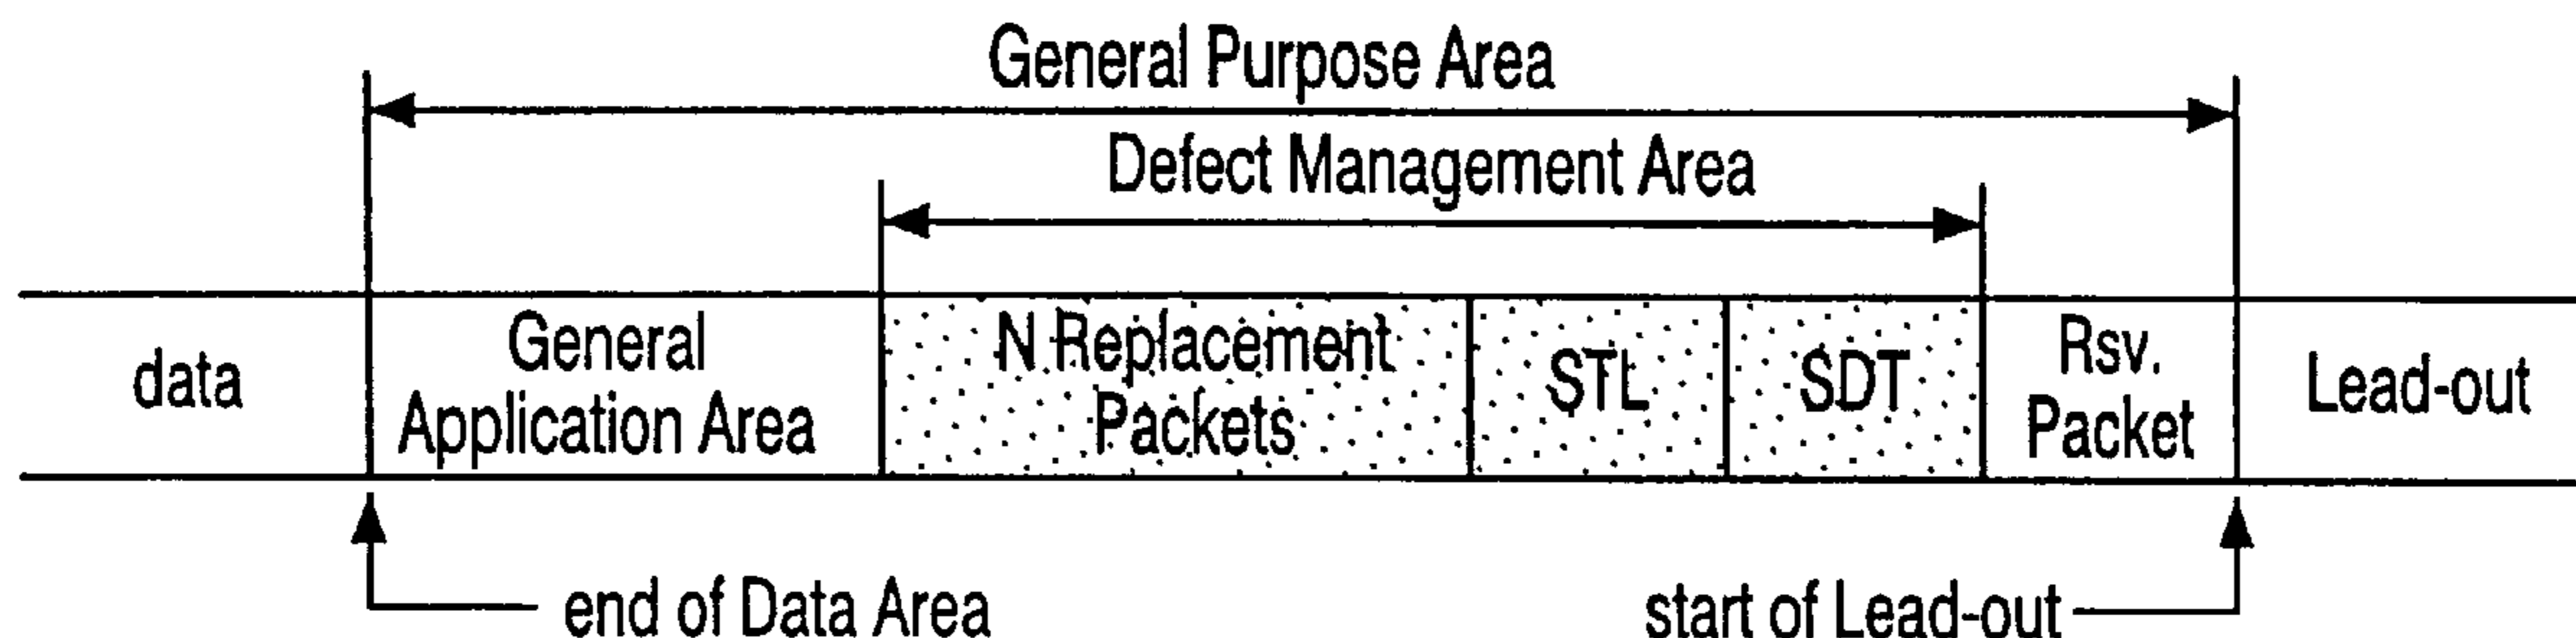 General Purpose Area
Defect Management Area
data
General
Application Area
N Replacement
Packets
STL
SDT
Rsv.
Packet
Lead-out
end of Data Area
start of Lead-out